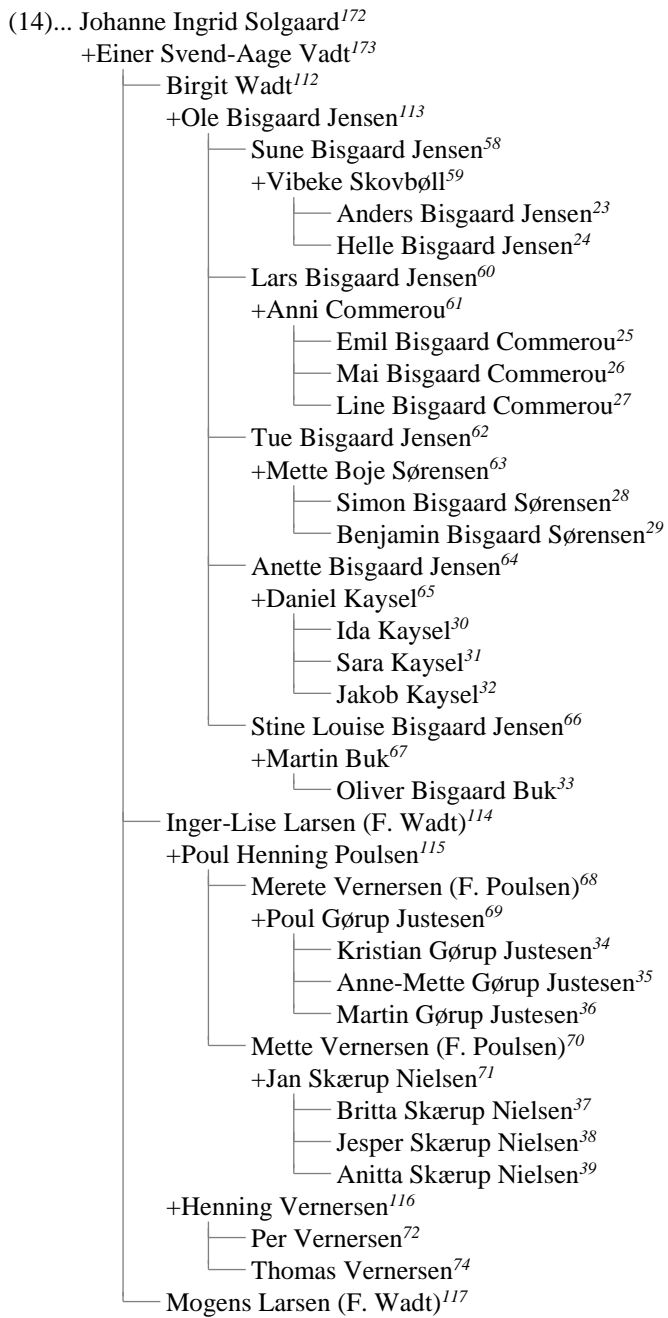 (14)... Johanne Ingrid Solgaard172
+Einer Svend-Aage Vadt173
Birgit Wadt112
+Ole Bisgaard Jensen113
Sune Bisgaard Jensen58
+Vibeke Skovbøll59
Anders Bisgaard Jensen23
Helle Bisgaard Jensen24
Lars Bisgaard Jensen60
+Anni Commerou61
Emil Bisgaard Commerou25
Mai Bisgaard Commerou26
Line Bisgaard Commerou27
Tue Bisgaard Jensen62
+Mette Boje Sørensen63
Simon Bisgaard Sørensen28
Benjamin Bisgaard Sørensen29
Anette Bisgaard Jensen64
+Daniel Kaysel65
Ida Kaysel30
Sara Kaysel31
Jakob Kaysel32
Stine Louise Bisgaard Jensen66
+Martin Buk67
Oliver Bisgaard Buk33
Inger-Lise Larsen (F. Wadt)114
+Poul Henning Poulsen115
Merete Vernersen (F. Poulsen)68
+Poul Gørup Justesen69
Kristian Gørup Justesen34
Anne-Mette Gørup Justesen35
Martin Gørup Justesen36
Mette Vernersen (F. Poulsen)70
+Jan Skærup Nielsen71
Britta Skærup Nielsen37
Jesper Skærup Nielsen38
Anitta Skærup Nielsen39
+Henning Vernersen116
Per Vernersen72
Thomas Vernersen74
Mogens Larsen (F. Wadt)117